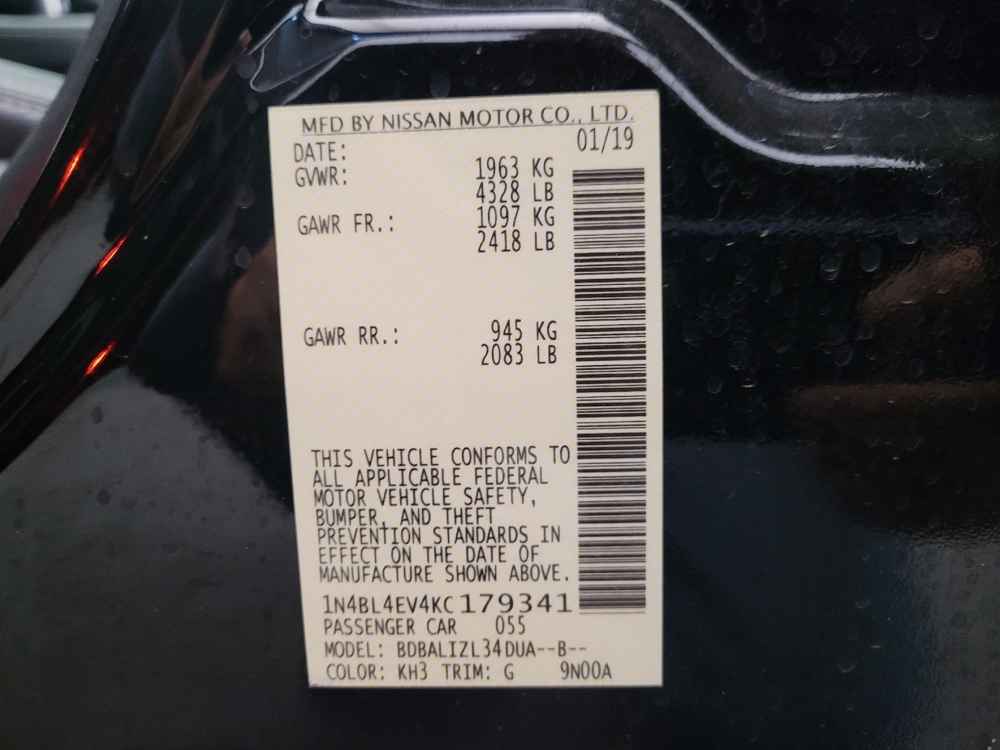 MFD BY NISSAN MOTOR CO., LTD.
DATE: 01/19
GVWR: 1963 KG
4328 LB
GAWR FR.: 1097 KG
2418 LB
GAWR RR.: 945 KG
2083 LB
THIS VEHICLE CONFORMS TO
ALL APPLICABLE FEDERAL
MOTOR VEHICLE SAFETY,
BUMPER, AND THEFT
PREVENTION STANDARDS IN
EFFECT ON THE DATE OF
MANUFACTURE SHOWN ABOVE.
1N4BL4EV4KC179341
PASSENGER CAR 055
MODEL: BDBALIZL34DUA--B--
COLOR: KH3 TRIM: G 9N00A